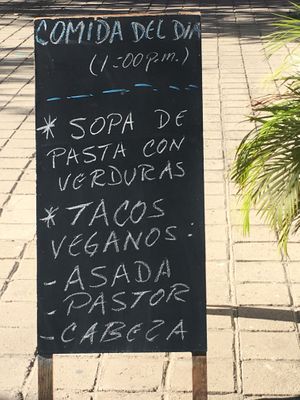 COMIDA DEL DIA
(1:00 p.m.)
* SOPA DE
PASTA CON
VERDURAS
* TACOS
VEGANOS:
- ASADA
- PASTOR
- CABEZA